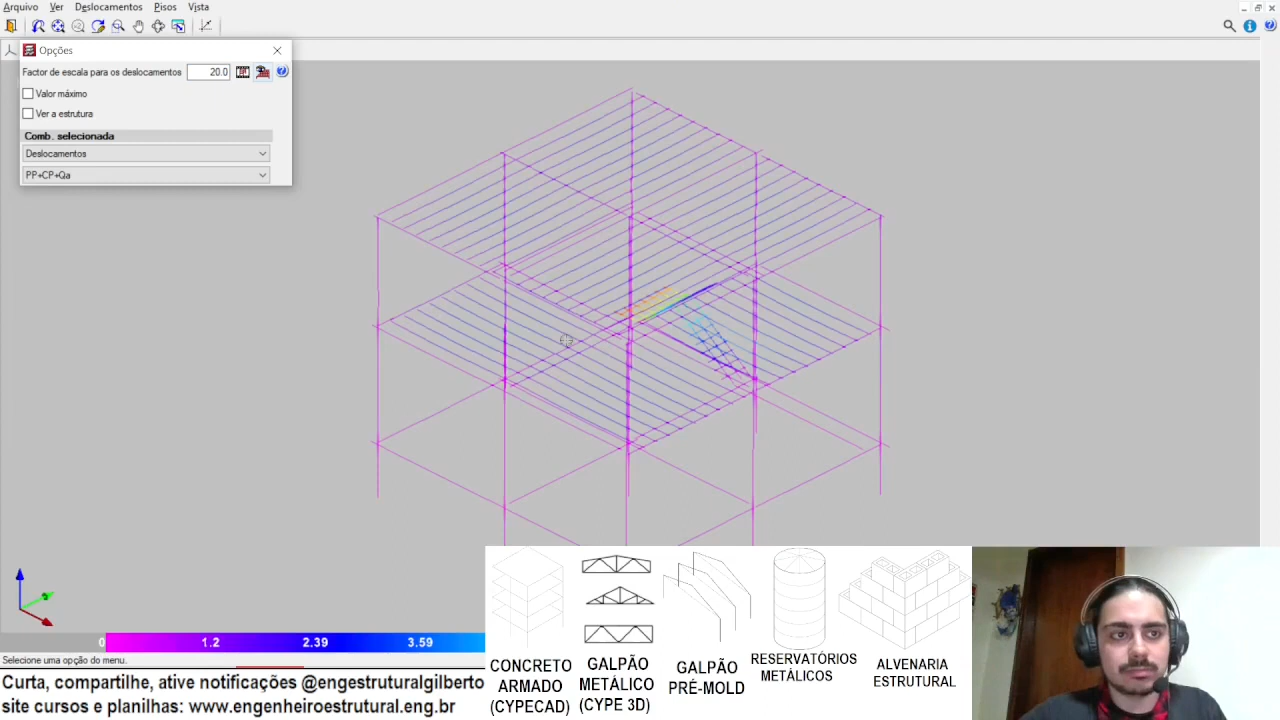 Arquivo Ver Deslocamentos Pisos Vista
Opções
Factor de escala para os deslocamentos 20.0
Valor máximo
Ver a estrutura
Comb. selecionada
Deslocamentos
PP+CP+Qa
0 1.2 2.39 3.59
Selecione uma opção do menu.
Curta, compartilhe, ative notificações @engestruturalgilberto
site cursos e planilhas: www.engenheiroestrutural.eng.br
CONCRETO
ARMADO
(CYPECAD)
GALPÃO
METÁLICO
(CYPE 3D)
GALPÃO
PRÉ-MOLD
RESERVATÓRIOS
METÁLICOS
ALVENARIA
ESTRUTURAL